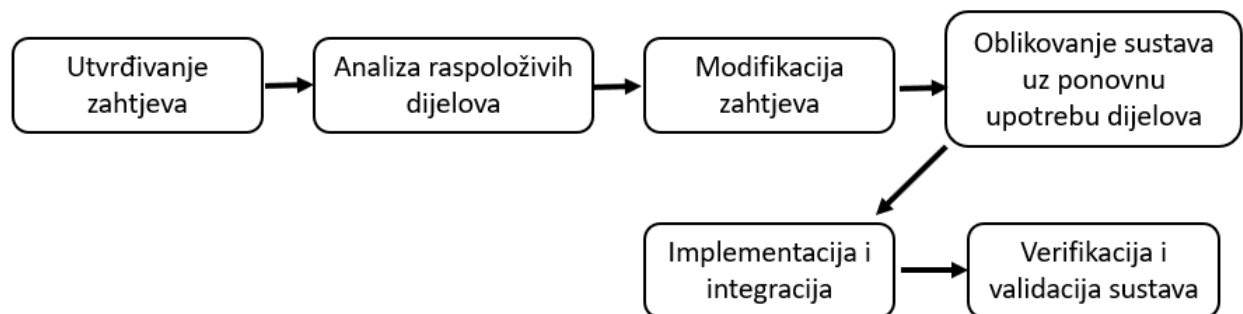 Utvrđivanje
zahtjeva
Analiza raspoloživih
dijelova
Modifikacija
zahtjeva
Oblikovanje sustava
uz ponovnu
upotrebu dijelova
Implementacija i
integracija
Verifikacija i
validacija sustava